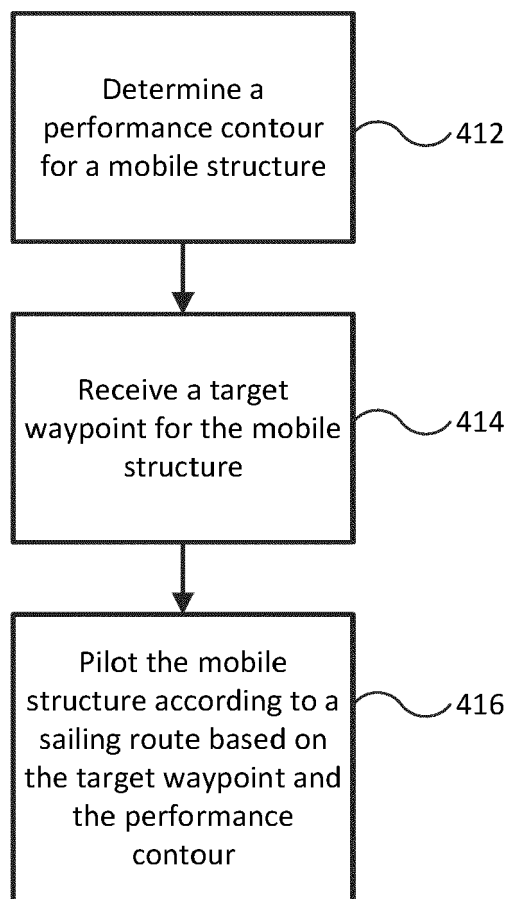 Determine a
performance contour
for a mobile structure
412
Receive a target
waypoint for the mobile
structure
414
Pilot the mobile
structure according to a
sailing route based on
the target waypoint and
the performance
contour
416